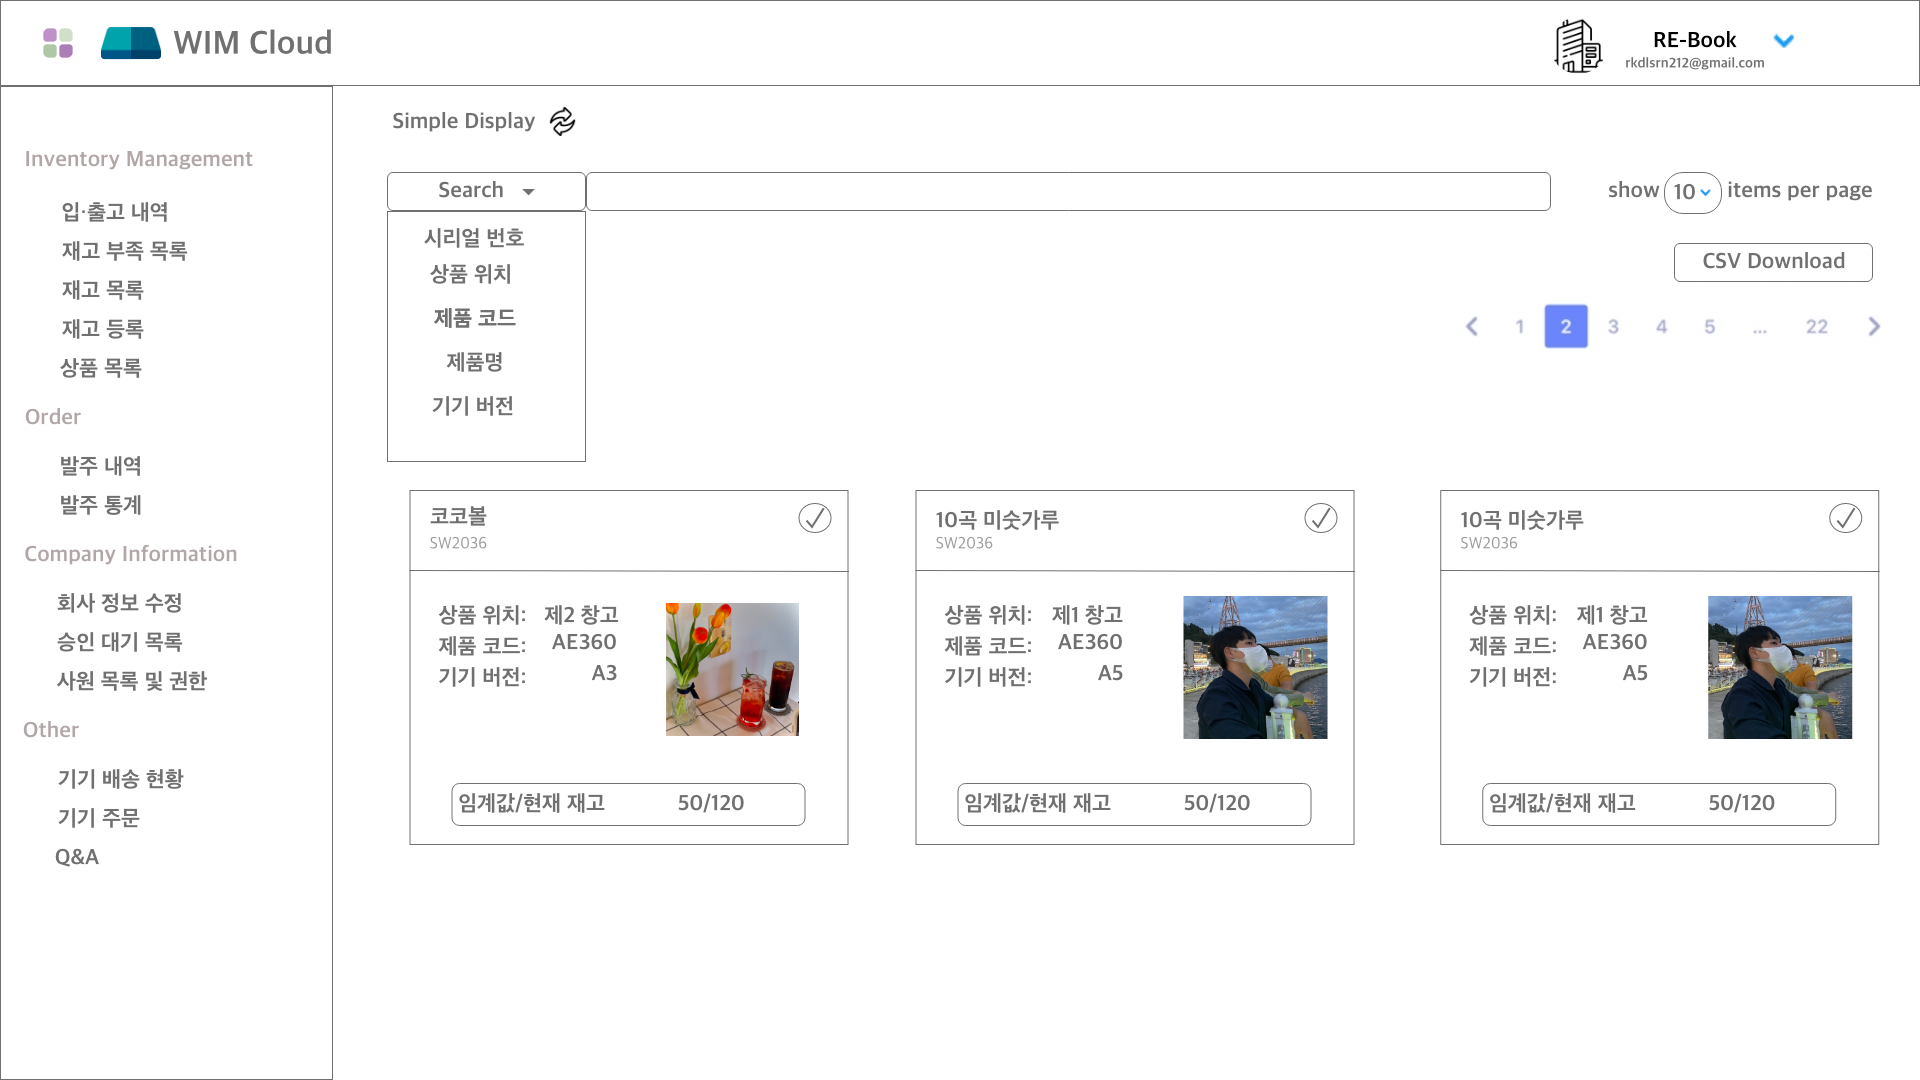 WIM Cloud
RE-Book
rkdlsrn212@gmail.com
Inventory Management
입·출고 내역
재고 부족 목록
재고 목록
재고 등록
상품 목록
Order
발주 내역
발주 통계
Company Information
회사 정보 수정
승인 대기 목록
사원 목록 및 권한
Other
기기 배송 현황
기기 주문
Q&A
Simple Display
Search
시리얼 번호
상품 위치
제품 코드
제품명
기기 버전
show 10 items per page
CSV Download
1 2 3 4 5 ... 22
코코볼
SW2036
상품 위치: 제2 창고
제품 코드: AE360
기기 버전: A3
임계값/현재 재고 50/120
10곡 미숫가루
SW2036
상품 위치: 제1 창고
제품 코드: AE360
기기 버전: A5
임계값/현재 재고 50/120
10곡 미숫가루
SW2036
상품 위치: 제1 창고
제품 코드: AE360
기기 버전: A5
임계값/현재 재고 50/120